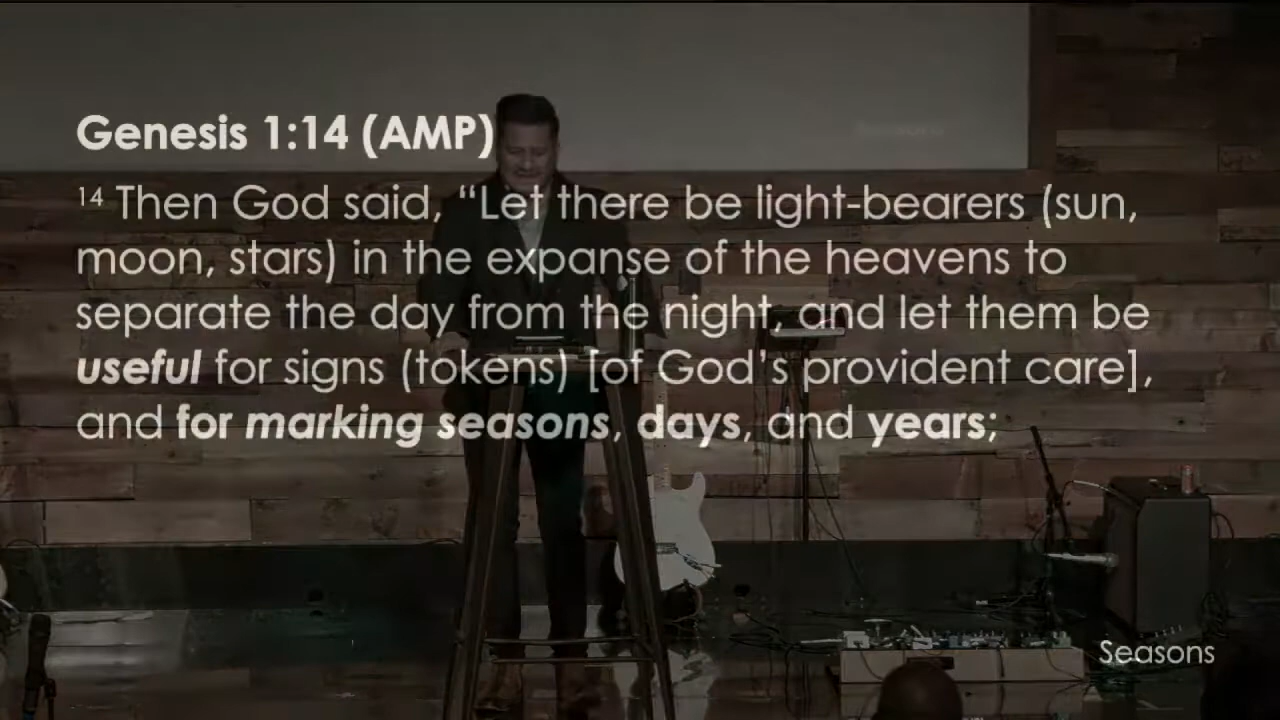 Genesis 1:14 (AMP)
14 Then God said, “Let there be light-bearers (sun,
moon, stars) in the expanse of the heavens to
separate the day from the night, and let them be
useful for signs (tokens) [of God’s provident care],
and for marking seasons, days, and years;
Seasons